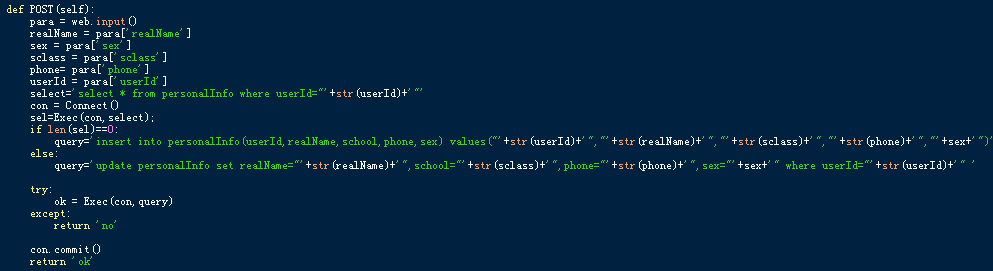 def POST(self):
    para = web.input()
    realName = para['realName']
    sex = para['sex']
    sclass = para['sclass']
    phone= para['phone']
    userId = para['userId']
    select='select * from personalInfo where userId="'+str(userId)+'"'
    con = Connect()
    sel=Exec(con, select);
    if len(sel)==0:
        query='insert into personalInfo(userId,realName,school,phone,sex) values("'+str(userId)+'","'+str(realName)+'","'+str(sclass)+'","'+str(phone)+'","'+sex+'")'
    else:
        query='update personalInfo set realName="'+str(realName)+'",school="'+str(sclass)+'",phone="'+str(phone)+'",sex="'+sex+'" where userId="'+str(userId)+'" '
    try:
        ok = Exec(con, query)
    except:
        return 'no'
    con.commit()
    return 'ok'